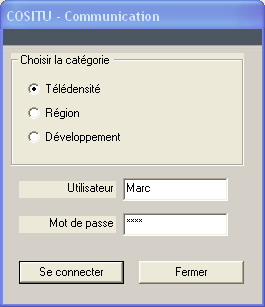 COSITU - Communication
Choisir la catégorie
Télédensité
Région
Développement
Utilisateur Marc
Mot de passe ****
Se connecter Fermer